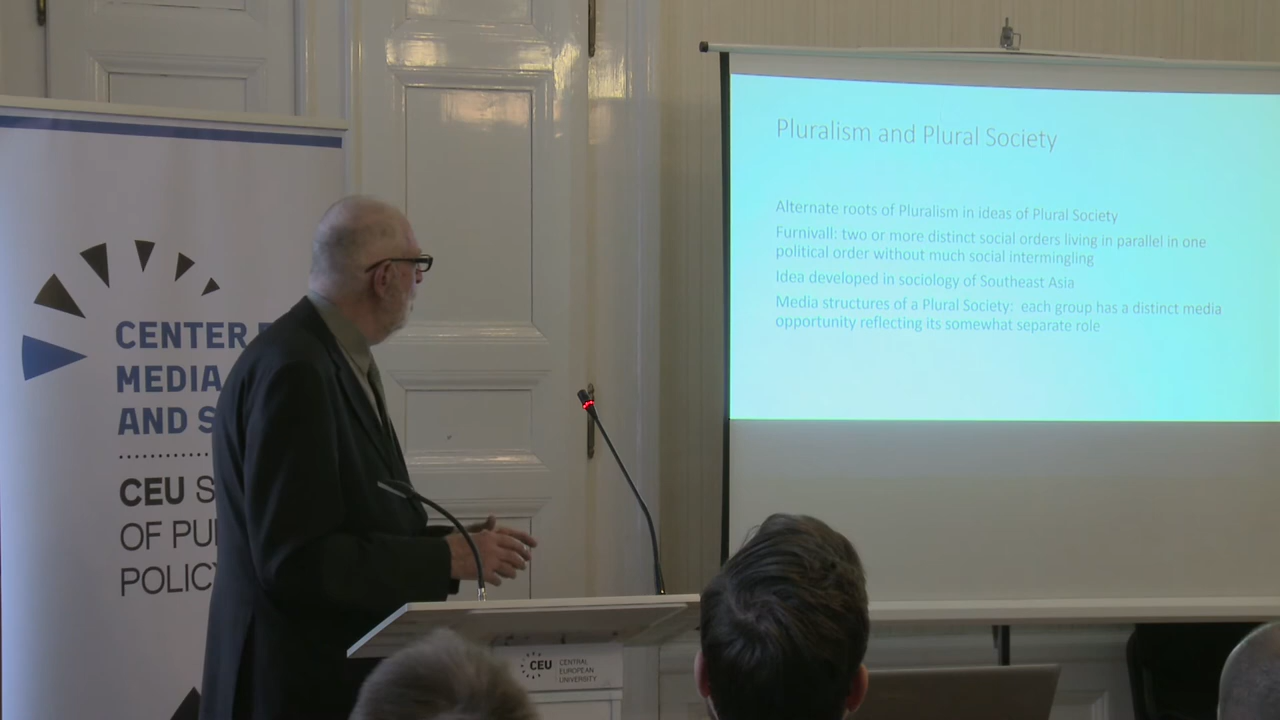 Pluralism and Plural Society
Alternate roots of Pluralism in ideas of Plural Society
Furnivall: two or more distinct social orders living in parallel in one
political order without much social intermingling
Idea developed in sociology of Southeast Asia
Media structures of a Plural Society: each group has a distinct media
opportunity reflecting its somewhat separate role
CENTER
MEDIA
AND S
CEU S
OF PU
POLICY
CEU
CENTRAL
EUROPEAN
UNIVERSITY